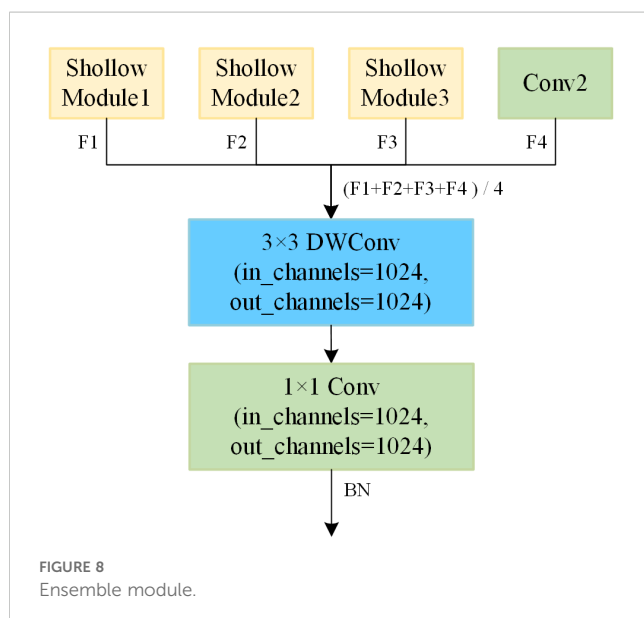 Shollow
Module1
Shollow
Module2
Shollow
Module3
Conv2
F1
F2
F3
F4
(F1+F2+F3+F4 ) / 4
3×3 DWConv
(in_channels=1024,
out_channels=1024)
1×1 Conv
(in_channels=1024,
out_channels=1024)
BN
FIGURE 8
Ensemble module.